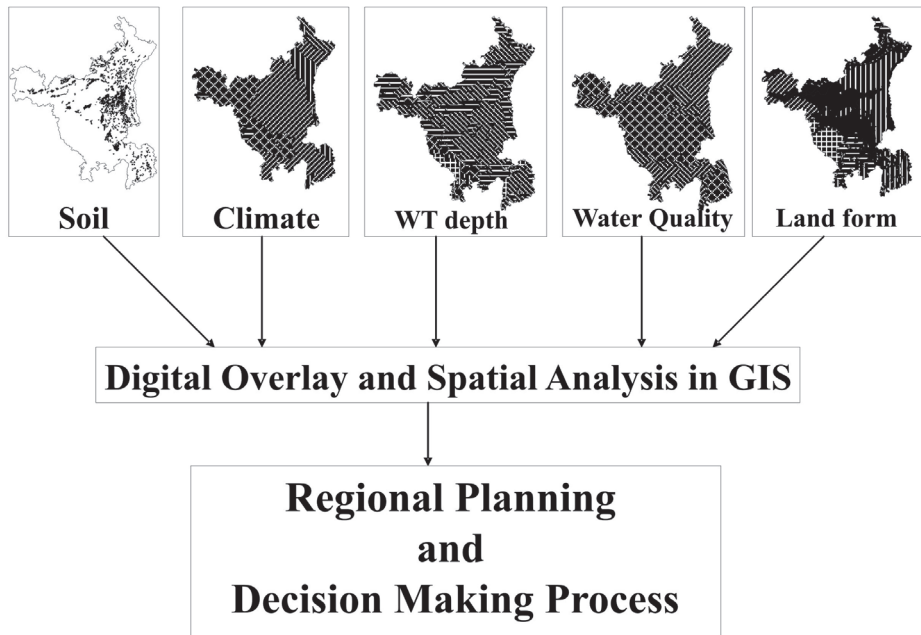 Soil
Climate
WT depth
Water Quality
Land form
Digital Overlay and Spatial Analysis in GIS
Regional Planning
and
Decision Making Process